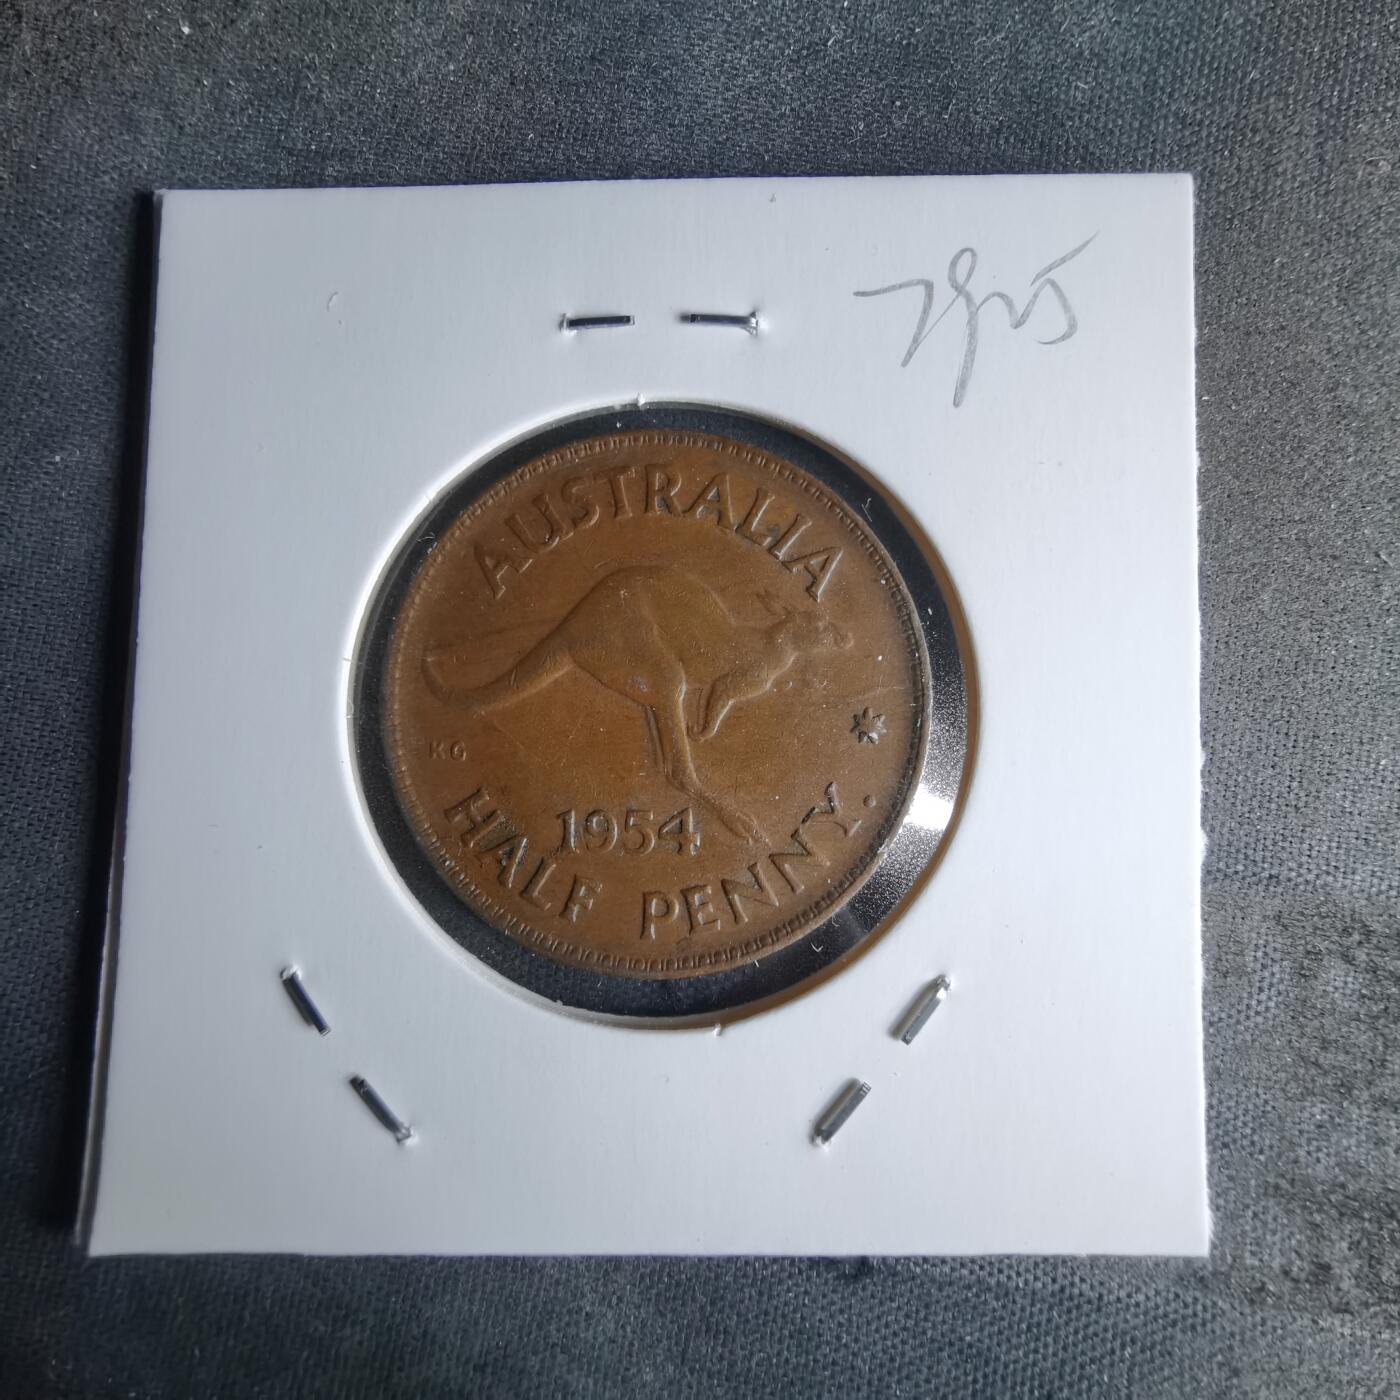 AUSTRALIA
KG
1954
HALF PENNY.